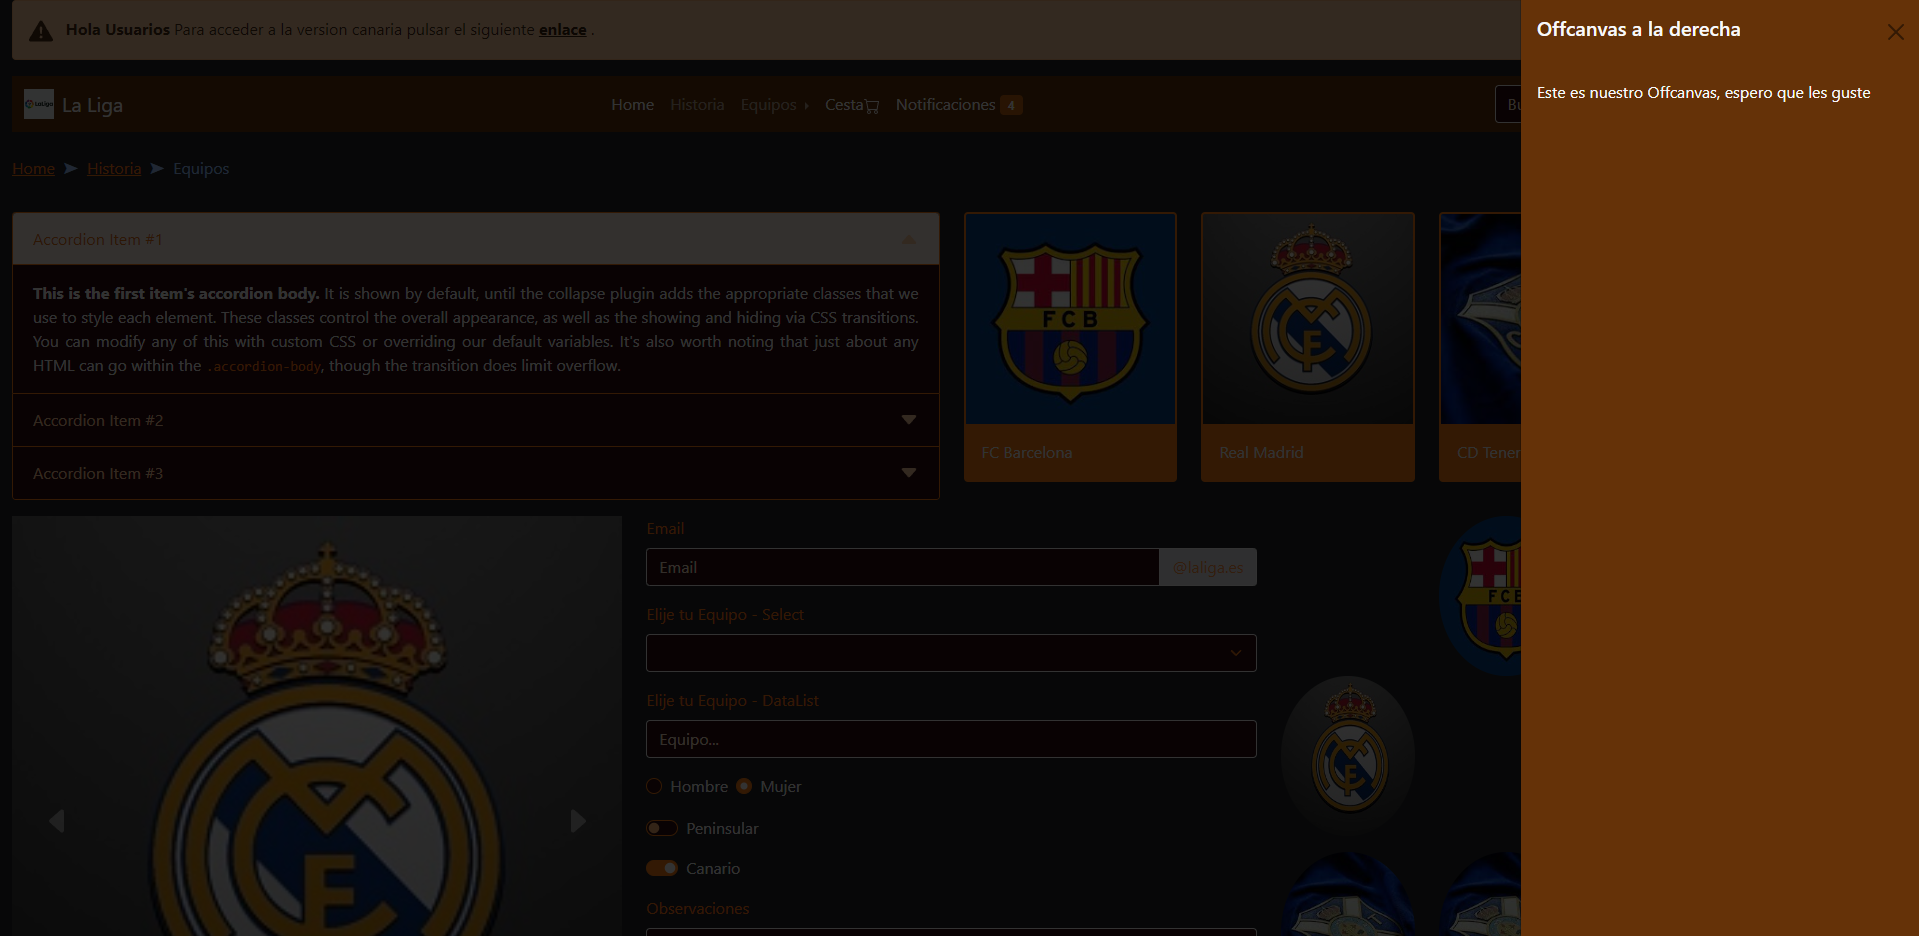 Hola Usuarios Para acceder a la version canaria pulsar el siguiente enlace .
Offcanvas a la derecha
Este es nuestro Offcanvas, espero que les guste
La Liga
Home Historia Equipos Cesta Notificaciones 4
Home Historia Equipos
Accordion Item #1
This is the first item's accordion body. It is shown by default, until the collapse plugin adds the appropriate classes that we
use to style each element. These classes control the overall appearance, as well as the showing and hiding via CSS transitions.
You can modify any of this with custom CSS or overriding our default variables. It's also worth noting that just about any
HTML can go within the .accordion-body, though the transition does limit overflow.
Accordion Item #2
Accordion Item #3
FCB
FC Barcelona
Real Madrid
CD Tener
Email
Email
@laliga.es
Elije tu Equipo - Select
Elije tu Equipo - DataList
Equipo...
Hombre Mujer
Peninsular
Canario
Observaciones
FCB